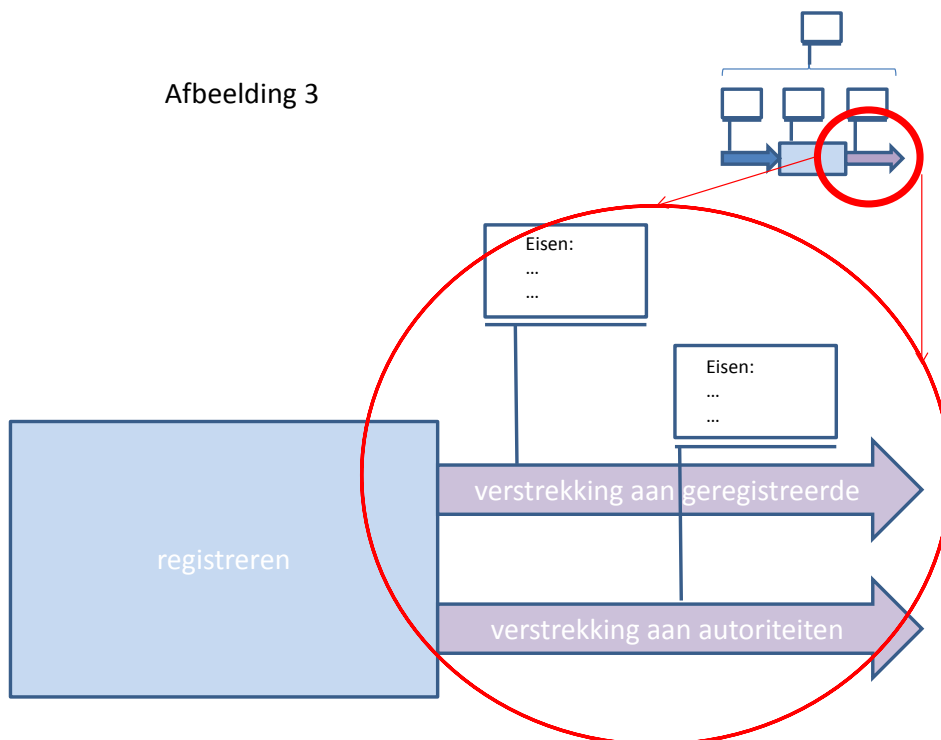 Afbeelding 3
Eisen:
...
...
Eisen:
...
...
verstrekking aan geregistreerde
registreren
verstrekking aan autoriteiten